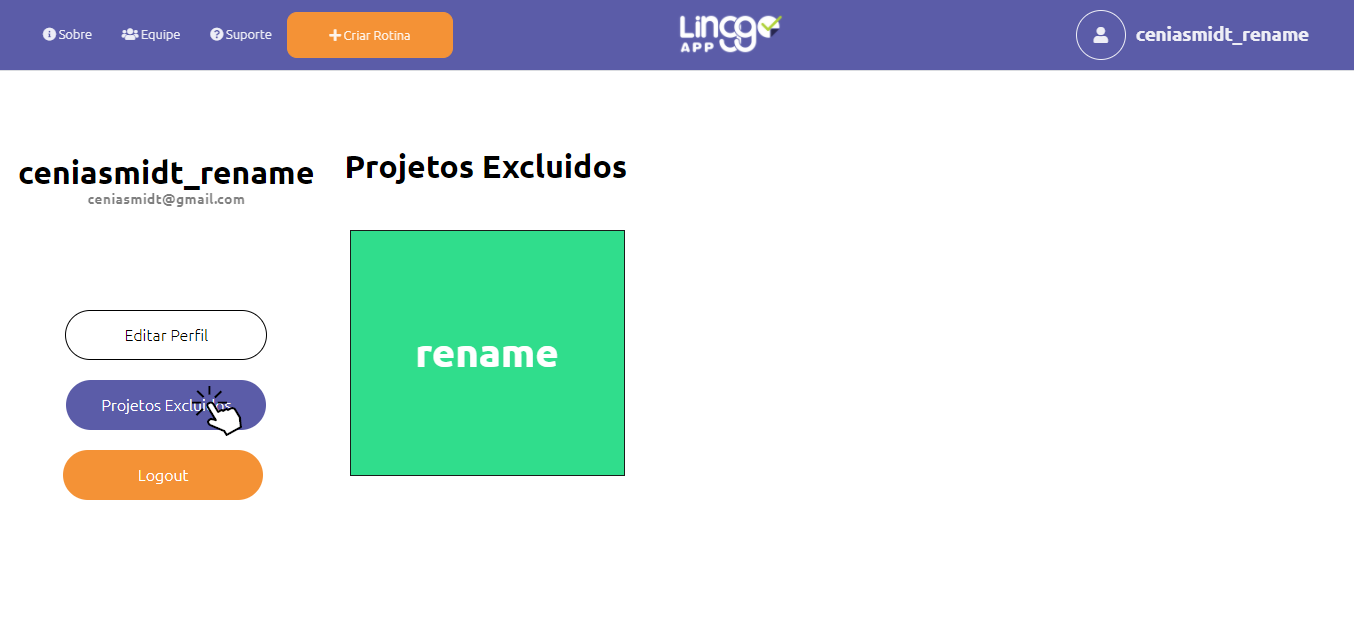 Sobre
Equipe
Suporte
Criar Rotina
Lincgo
APP
ceniasmidt_rename
ceniasmidt_rename
ceniasmidt@gmail.com
Projetos Excluidos
Editar Perfil
Projetos Excluidos
Logout
rename